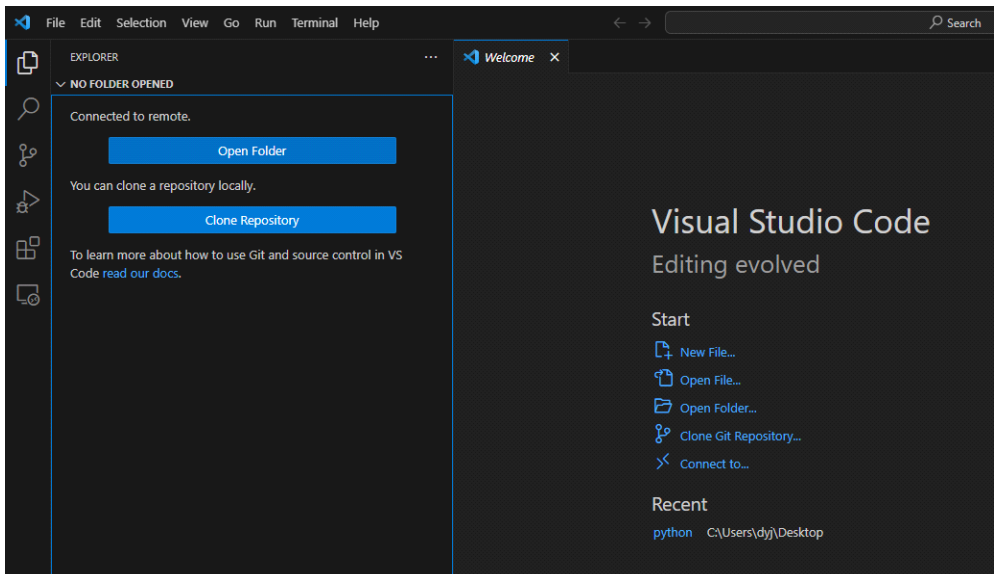 File Edit Selection View Go Run Terminal Help
Search
EXPLORER
NO FOLDER OPENED
Connected to remote.
Open Folder
You can clone a repository locally.
Clone Repository
To learn more about how to use Git and source control in VS
Code read our docs.
Welcome
Visual Studio Code
Editing evolved
Start
New File...
Open File...
Open Folder...
Clone Git Repository...
Connect to...
Recent
python C:\Users\dyj\Desktop